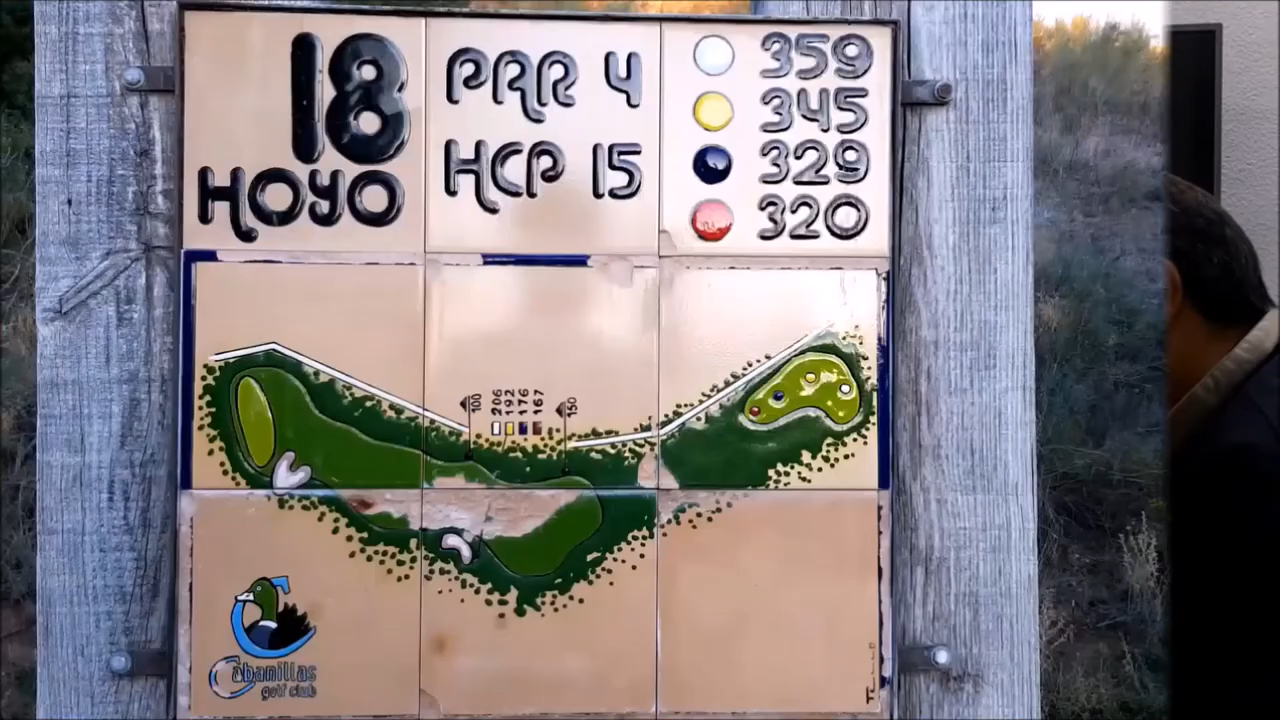 18
HOYO
PAR 4
HCP 15
359
345
329
320
100
206
192
176
167
150
Cabanillas
golf club